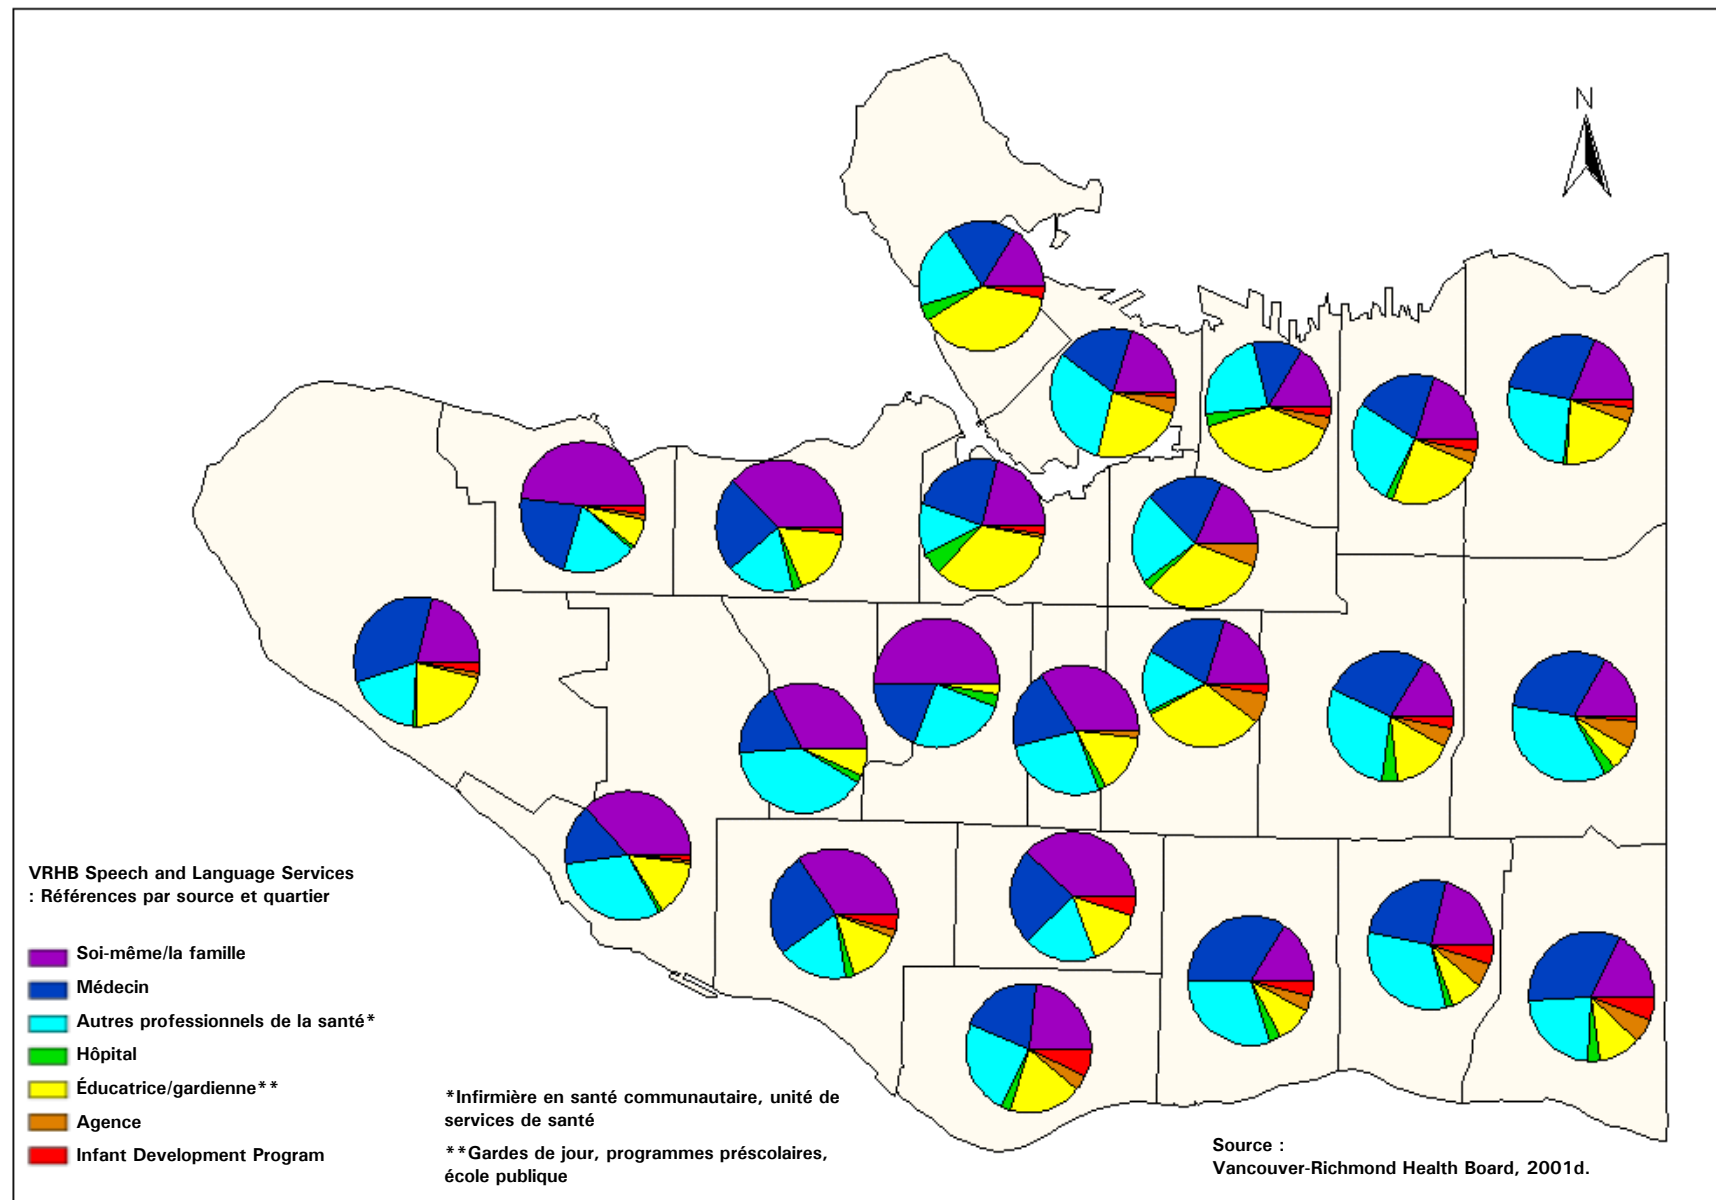 N
VRHB Speech and Language Services
: Références par source et quartier
Soi-même/la famille
Médecin
Autres professionnels de la santé*
Hôpital
Éducatrice/gardienne**
Agence
Infant Development Program
*Infirmière en santé communautaire, unité de
services de santé
**Gardes de jour, programmes préscolaires,
école publique
Source :
Vancouver-Richmond Health Board, 2001d.